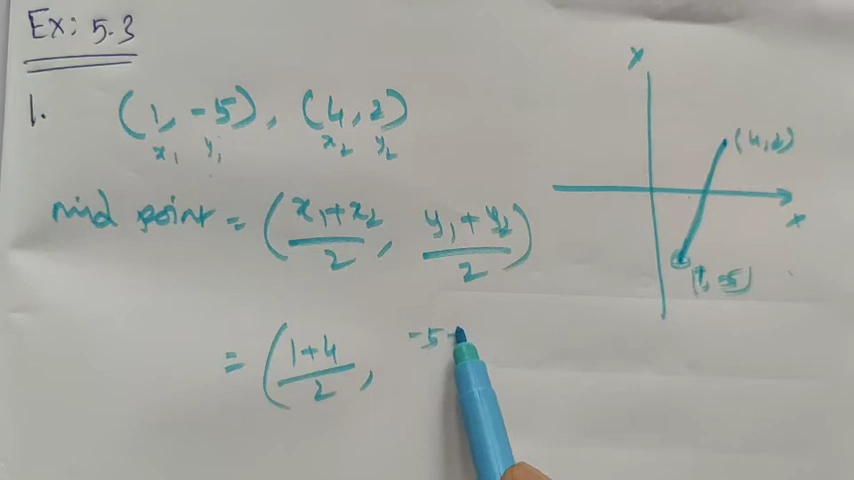 Ex: 5.3
1. (1, -5), (4, 2)
x₁ y₁ x₂ y₂
mid point = (x₁+x₂/2, y₁+y₂/2)
= (1+4/2, -5+
y
(4,2)
x
(1,-5)